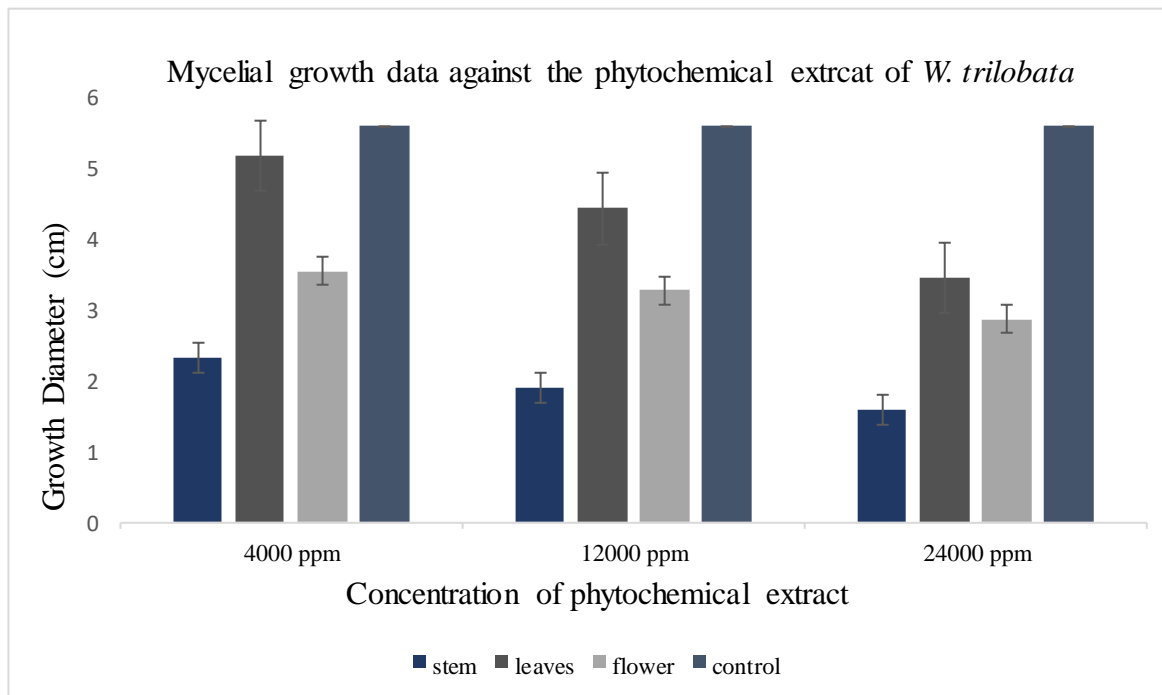 Mycelial growth data against the phytochemical extrcat of W. trilobata
6
5
4
3
2
1
0
Growth Diameter (cm)
4000 ppm 12000 ppm 24000 ppm
Concentration of phytochemical extract
stem leaves flower control